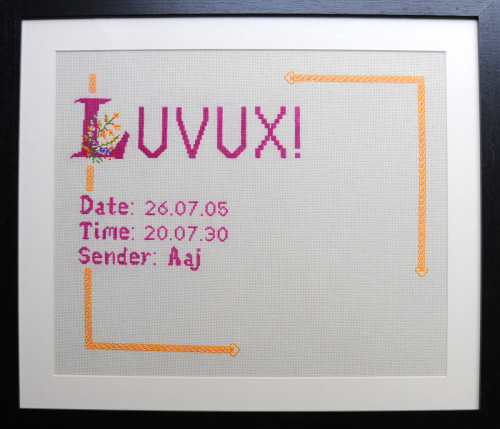 LUVUX!
Date: 26.07.05
Time: 20.07.30
Sender: Aaj